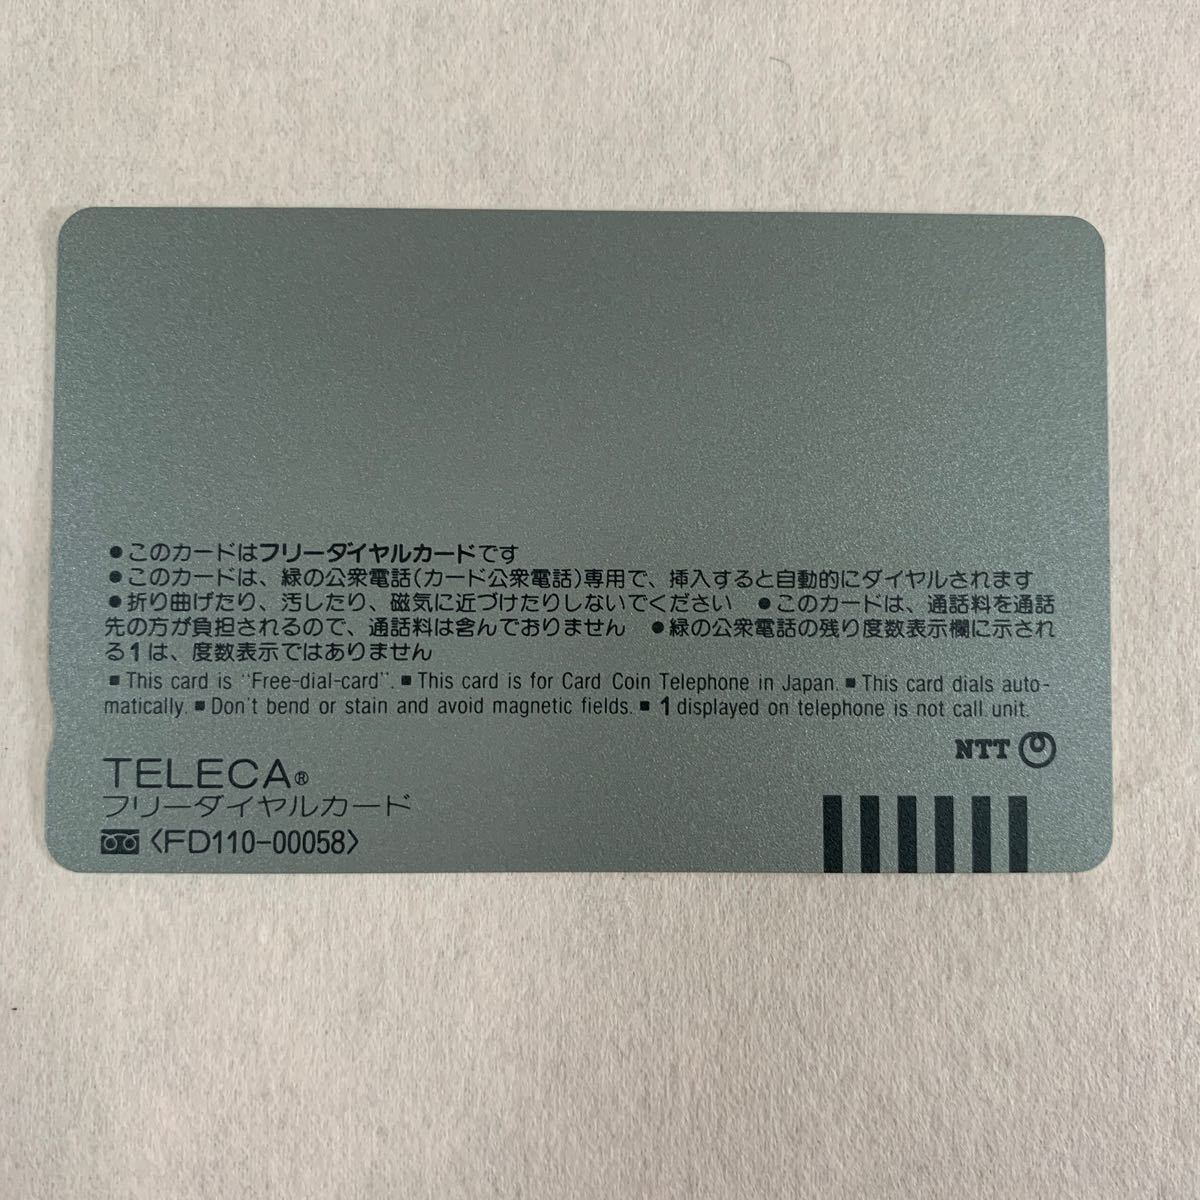 ●このカードはフリーダイヤルカードです
●このカードは、緑の公衆電話(カード公衆電話)専用で、挿入すると自動的にダイヤルされます
●折り曲げたり、汚したり、磁気に近づけたりしないでください ●このカードは、通話料を通話
先の方が負担されるので、通話料は含んでおりません ●緑の公衆電話の残り度数表示欄に示され
る1は、度数表示ではありません
■This card is "Free-dial-card". ■This card is for Card Coin Telephone in Japan. ■This card dials auto-
matically. ■Don't bend or stain and avoid magnetic fields. ■1 displayed on telephone is not call unit.
NTT
TELECA®
フリーダイヤルカード
〈FD110-00058〉